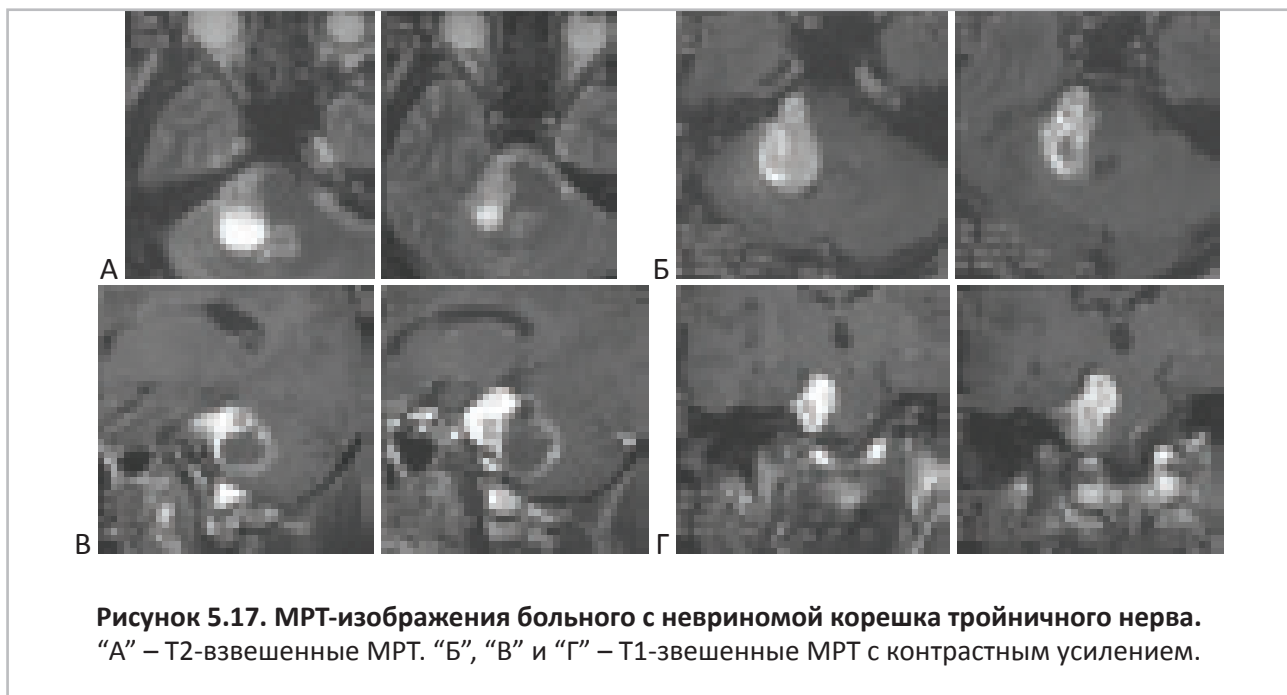 А
Б
В
Г
Рисунок 5.17. МРТ-изображения больного с невриномой корешка тройничного нерва.
“А” – Т2-взвешенные МРТ. “Б”, “В” и “Г” – Т1-звешенные МРТ с контрастным усилением.